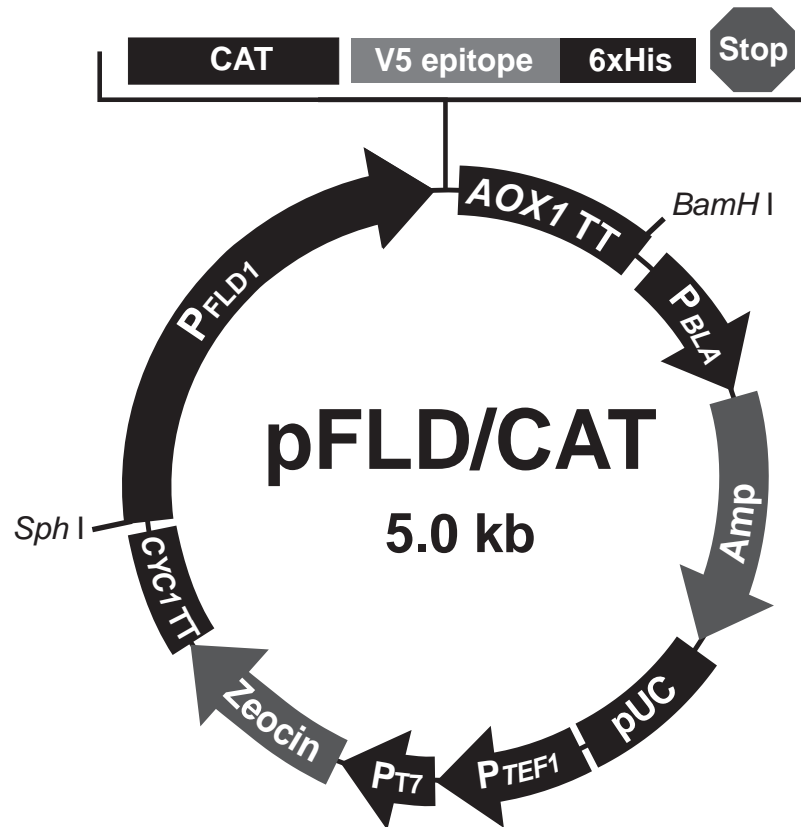 CAT V5 epitope 6xHis Stop
AOX1 TT
BamH I
PBLA
Amp
pUC
PTEF1
PT7
Zeocin
CYC1 TT
Sph I
PFLD1
pFLD/CAT
5.0 kb